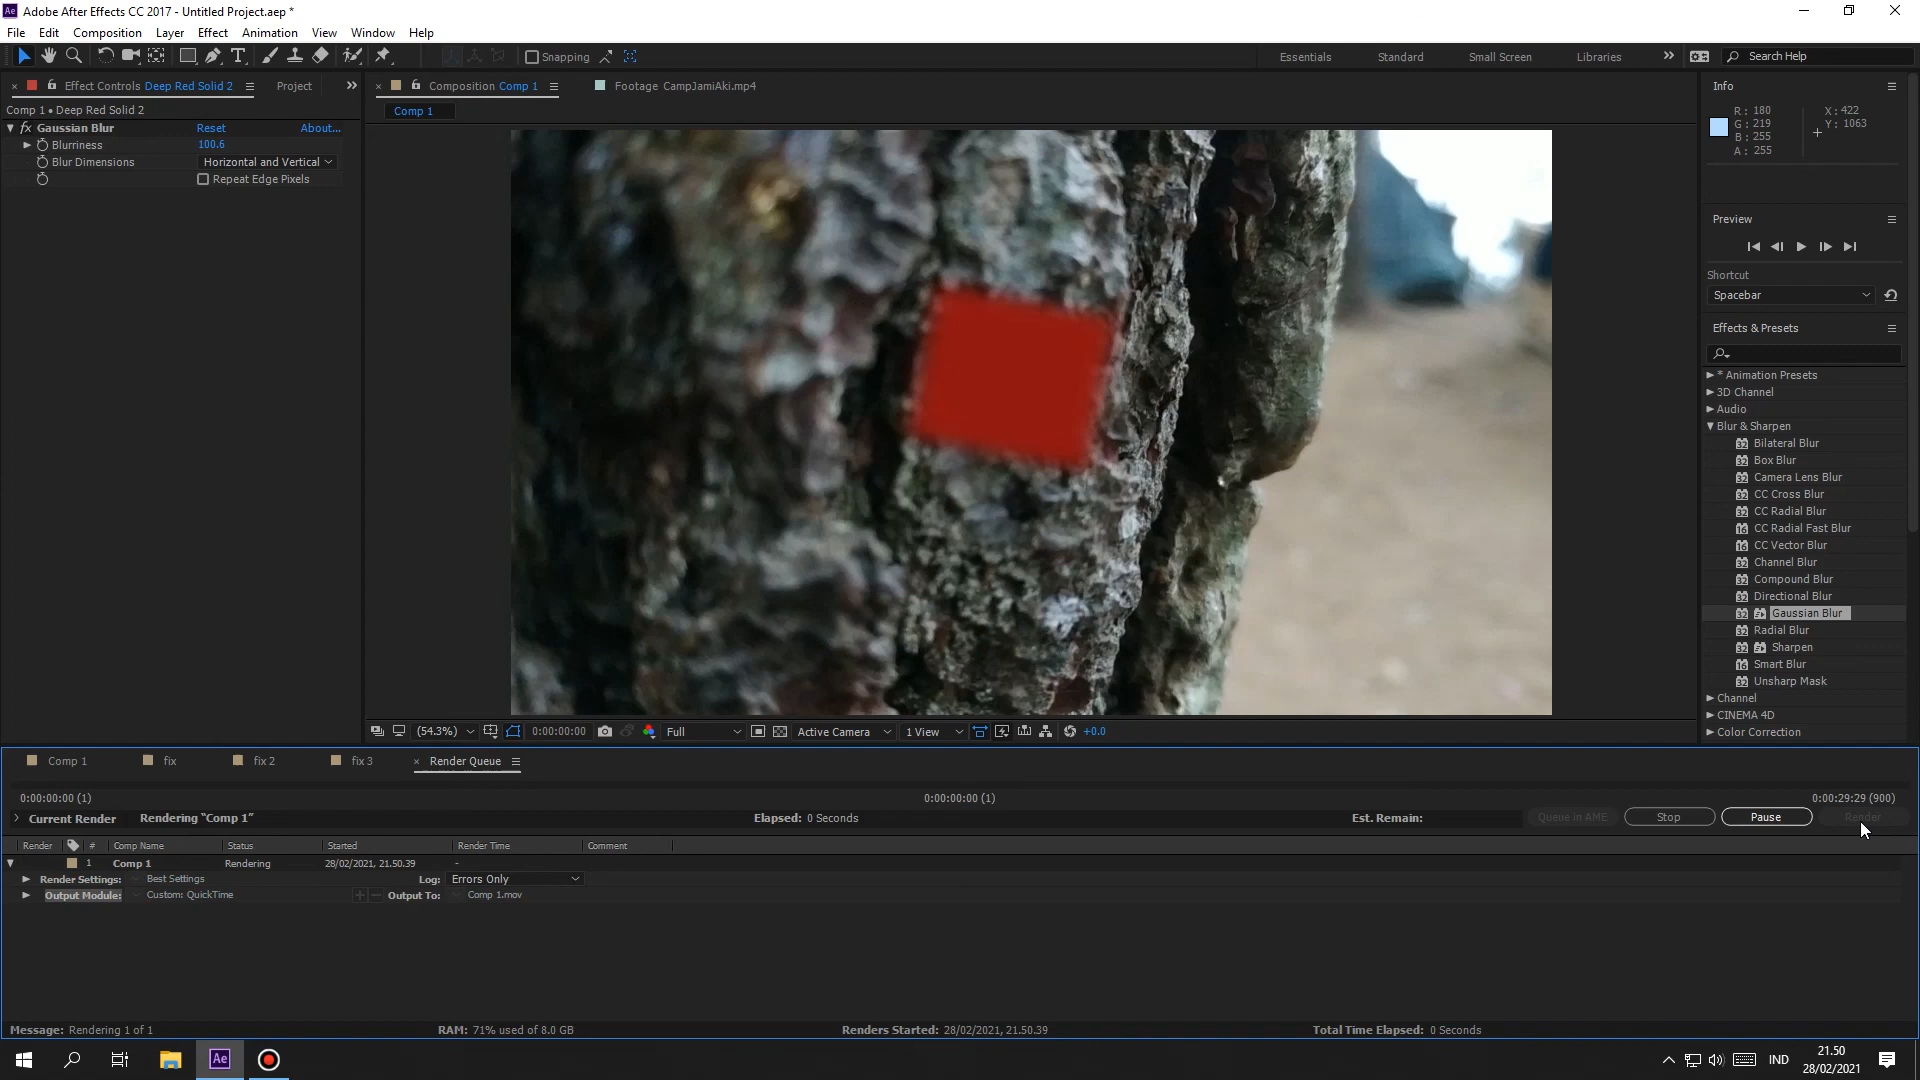 Ae Adobe After Effects CC 2017 - Untitled Project.aep *
File Edit Composition Layer Effect Animation View Window Help
Snapping Essentials Standard Small Screen Libraries Search Help
Effect Controls Deep Red Solid 2 Project
Comp 1 • Deep Red Solid 2
fx Gaussian Blur Reset About...
Blurriness 100.6
Blur Dimensions Horizontal and Vertical
Repeat Edge Pixels
Composition Comp 1 Footage CampJamiAki.mp4
Comp 1
(54.3%) 0:00:00:00 Full Active Camera 1 View +0.0
Info
R: 180 X: 422
G: 219 Y: 1063
B: 255
A: 255
Preview
Shortcut
Spacebar
Effects & Presets
* Animation Presets
3D Channel
Audio
Blur & Sharpen
Bilateral Blur
Box Blur
Camera Lens Blur
CC Cross Blur
CC Radial Blur
CC Radial Fast Blur
CC Vector Blur
Channel Blur
Compound Blur
Directional Blur
Gaussian Blur
Radial Blur
Sharpen
Smart Blur
Unsharp Mask
Channel
CINEMA 4D
Color Correction
Comp 1 fix fix 2 fix 3 Render Queue
0:00:00:00 (1) 0:00:00:00 (1) 0:00:29:29 (900)
Current Render Rendering “Comp 1” Elapsed: 0 Seconds Est. Remain: Queue in AME Stop Pause Render
Render # Comp Name Status Started Render Time Comment
1 Comp 1 Rendering 28/02/2021, 21.50.39 -
Render Settings: Best Settings Log: Errors Only
Output Module: Custom: QuickTime Output To: Comp 1.mov
Message: Rendering 1 of 1 RAM: 71% used of 8.0 GB Renders Started: 28/02/2021, 21.50.39 Total Time Elapsed: 0 Seconds
Ae IND 21.50
28/02/2021